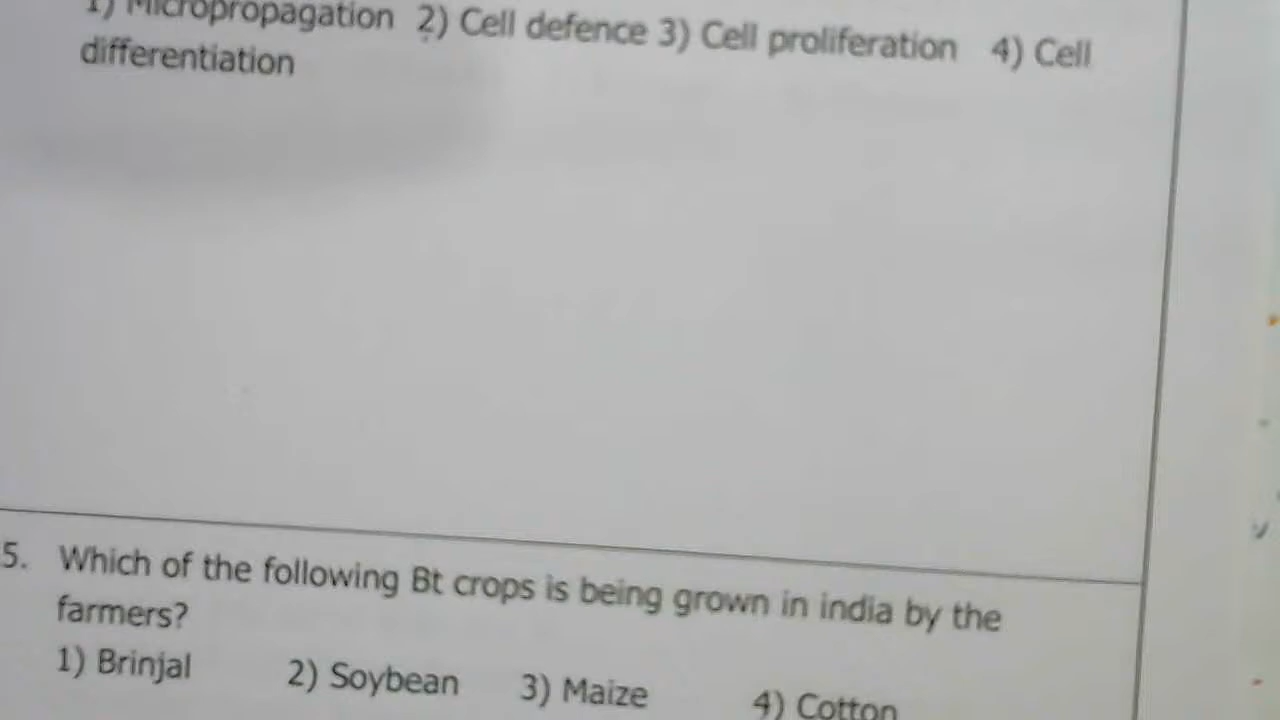 1) Micropropagation 2) Cell defence 3) Cell proliferation 4) Cell
differentiation
5. Which of the following Bt crops is being grown in india by the
farmers?
1) Brinjal 2) Soybean 3) Maize 4) Cotton